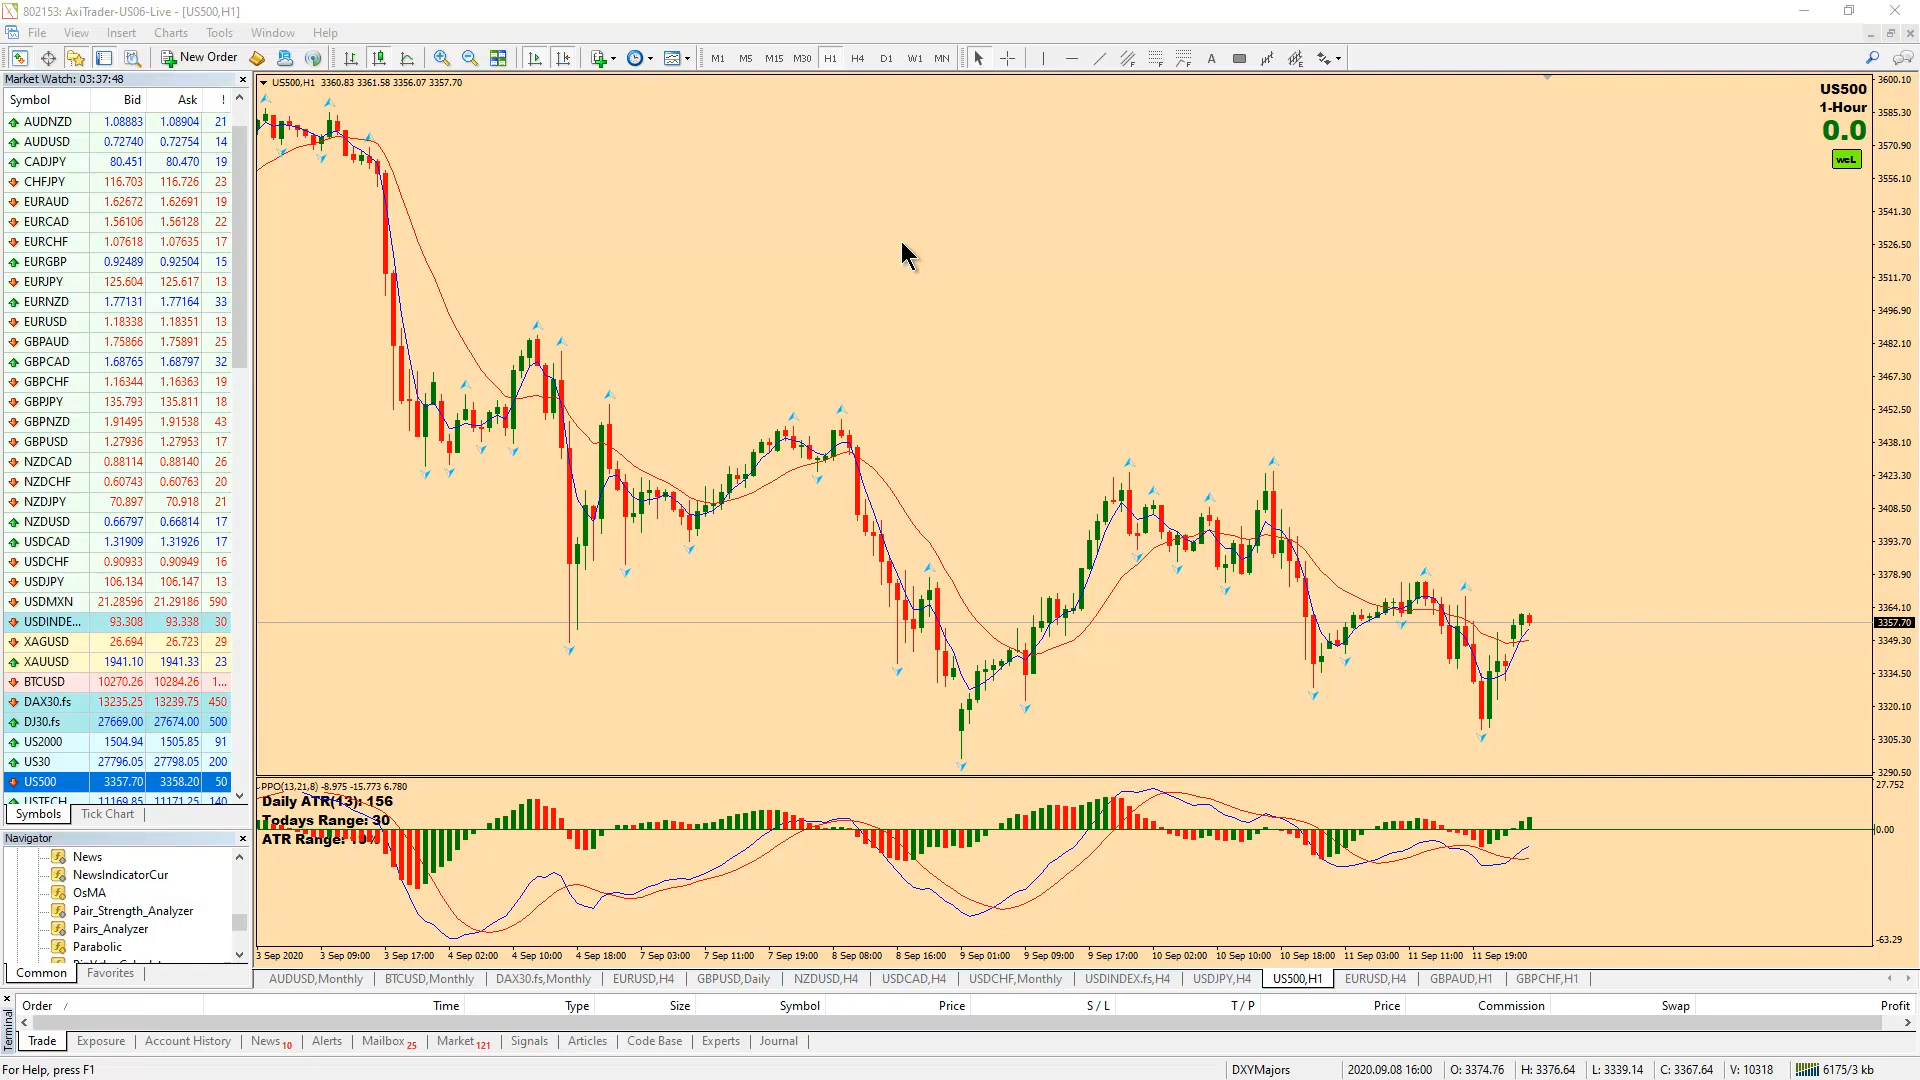 802153: AxiTrader-US06-Live - [US500,H1]
File View Insert Charts Tools Window Help
New Order M1 M5 M15 M30 H1 H4 D1 W1 MN A
Market Watch: 03:37:48
Symbol Bid Ask !
AUDNZD 1.08883 1.08904 21
AUDUSD 0.72740 0.72754 14
CADJPY 80.451 80.470 19
CHFJPY 116.703 116.726 23
EURAUD 1.62672 1.62691 19
EURCAD 1.56106 1.56128 22
EURCHF 1.07618 1.07635 17
EURGBP 0.92489 0.92504 15
EURJPY 125.604 125.617 13
EURNZD 1.77131 1.77164 33
EURUSD 1.18338 1.18351 13
GBPAUD 1.75866 1.75891 25
GBPCAD 1.68765 1.68797 32
GBPCHF 1.16344 1.16363 19
GBPJPY 135.793 135.811 18
GBPNZD 1.91495 1.91538 43
GBPUSD 1.27936 1.27953 17
NZDCAD 0.88114 0.88140 26
NZDCHF 0.60743 0.60763 20
NZDJPY 70.897 70.918 21
NZDUSD 0.66797 0.66814 17
USDCAD 1.31909 1.31926 17
USDCHF 0.90933 0.90949 16
USDJPY 106.134 106.147 13
USDMXN 21.28596 21.29186 590
USDINDE... 93.308 93.338 30
XAGUSD 26.694 26.723 29
XAUUSD 1941.10 1941.33 23
BTCUSD 10270.26 10284.26 1...
DAX30.fs 13235.25 13239.75 450
DJ30.fs 27669.00 27674.00 500
US2000 1504.94 1505.85 91
US30 27796.05 27798.05 200
US500 3357.70 3358.20 50
USTECH 11169.85 11171.25 140
Symbols Tick Chart
Navigator
News
NewsIndicatorCur
OsMA
Pair_Strength_Analyzer
Pairs_Analyzer
Parabolic
Common Favorites
US500,H1 3360.83 3361.58 3356.07 3357.70
US500
1-Hour
0.0
weL
3600.10
3585.30
3570.90
3556.10
3541.30
3526.50
3511.70
3496.90
3482.10
3467.30
3452.50
3438.10
3423.30
3408.50
3393.70
3378.90
3364.10
3357.70
3349.30
3334.50
3320.10
3305.30
3290.50
PPO(13,21,8) -8.975 -15.773 6.780
Daily ATR(13): 156
Todays Range: 30
ATR Range:
27.752
0.00
-63.29
3 Sep 2020 3 Sep 09:00 3 Sep 17:00 4 Sep 02:00 4 Sep 10:00 4 Sep 18:00 7 Sep 03:00 7 Sep 11:00 7 Sep 19:00 8 Sep 08:00 8 Sep 16:00 9 Sep 01:00 9 Sep 09:00 9 Sep 17:00 10 Sep 02:00 10 Sep 10:00 10 Sep 18:00 11 Sep 03:00 11 Sep 11:00 11 Sep 19:00
AUDUSD,Monthly BTCUSD,Monthly DAX30.fs,Monthly EURUSD,H4 GBPUSD,Daily NZDUSD,H4 USDCAD,H4 USDCHF,Monthly USDINDEX.fs,H4 USDJPY,H4 US500,H1 EURUSD,H4 GBPAUD,H1 GBPCHF,H1
Terminal
Order / Time Type Size Symbol Price S / L T / P Price Commission Swap Profit
Trade Exposure Account History News 10 Alerts Mailbox 25 Market 121 Signals Articles Code Base Experts Journal
For Help, press F1 DXYMajors 2020.09.08 16:00 O: 3374.76 H: 3376.64 L: 3339.14 C: 3367.64 V: 10318 6175/3 kb